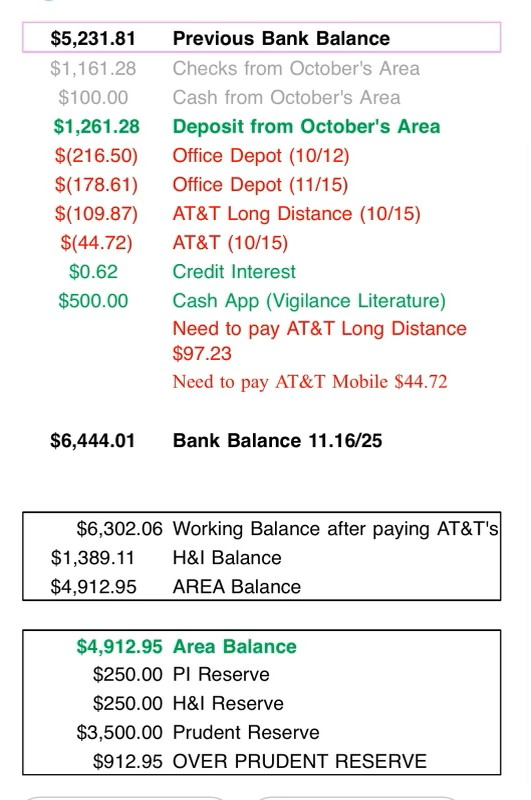 $5,231.81 Previous Bank Balance
$1,161.28 Checks from October's Area
$100.00 Cash from October's Area
$1,261.28 Deposit from October's Area
$(216.50) Office Depot (10/12)
$(178.61) Office Depot (11/15)
$(109.87) AT&T Long Distance (10/15)
$(44.72) AT&T (10/15)
$0.62 Credit Interest
$500.00 Cash App (Vigilance Literature)
Need to pay AT&T Long Distance
$97.23
Need to pay AT&T Mobile $44.72
$6,444.01 Bank Balance 11.16/25
$6,302.06 Working Balance after paying AT&T's
$1,389.11 H&I Balance
$4,912.95 AREA Balance
$4,912.95 Area Balance
$250.00 PI Reserve
$250.00 H&I Reserve
$3,500.00 Prudent Reserve
$912.95 OVER PRUDENT RESERVE